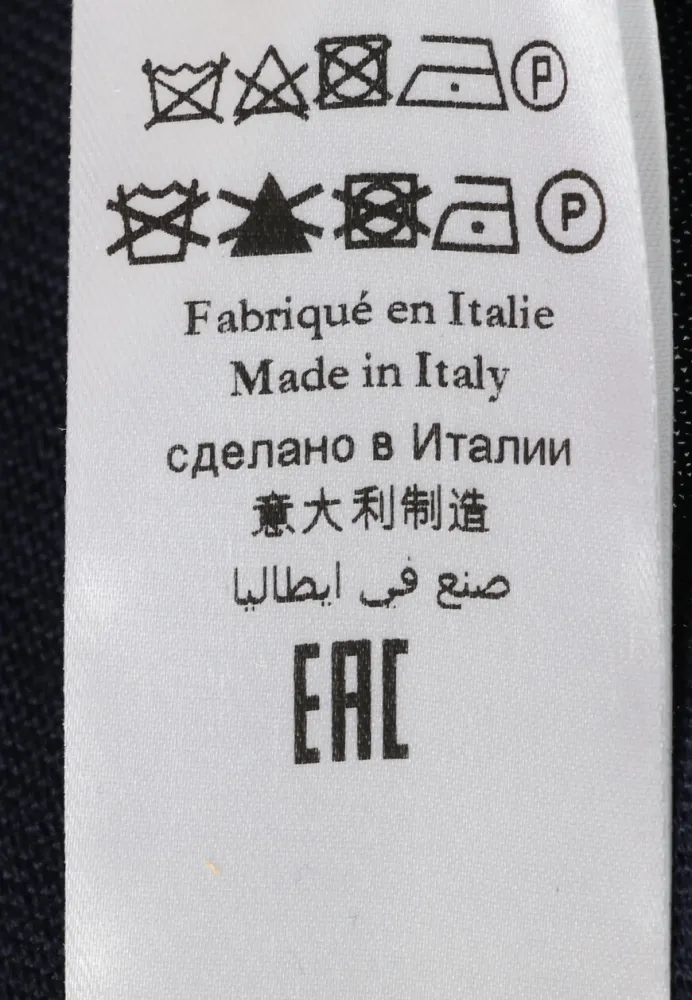 P
P
Fabriqué en Italie
Made in Italy
сделано в Италии
意大利制造
صنع في ايطاليا
EAC